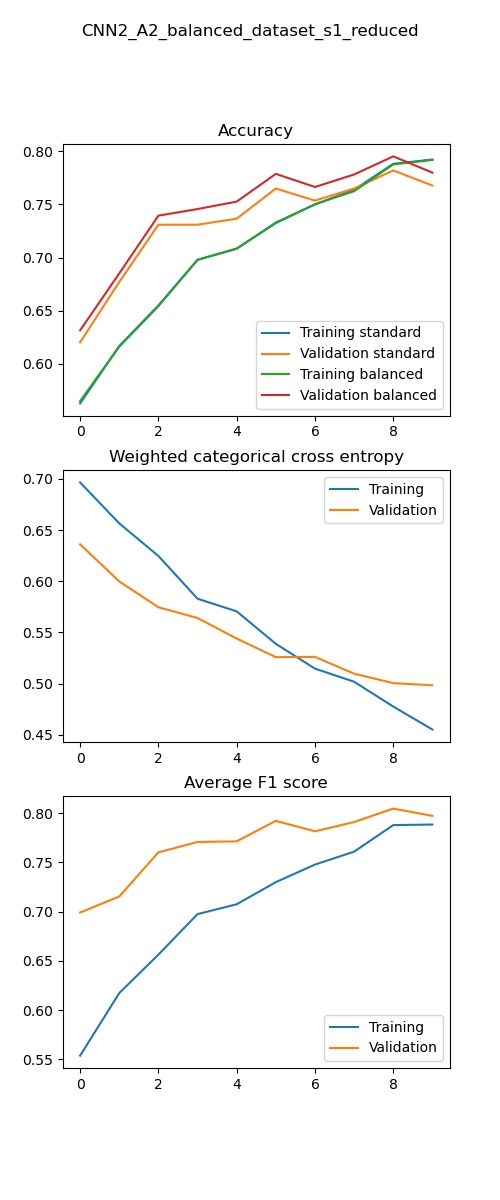 CNN2_A2_balanced_dataset_s1_reduced
Accuracy
0.80
0.75
0.70
0.65
0.60
Training standard
Validation standard
Training balanced
Validation balanced
0 2 4 6 8
Weighted categorical cross entropy
0.70
0.65
0.60
0.55
0.50
0.45
Training
Validation
0 2 4 6 8
Average F1 score
0.80
0.75
0.70
0.65
0.60
0.55
Training
Validation
0 2 4 6 8